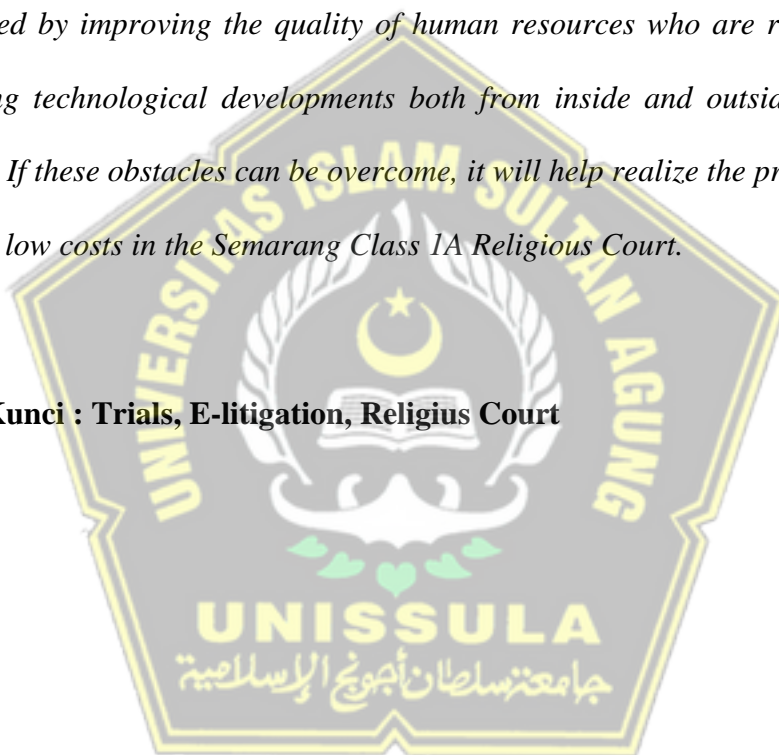 ed by improving the quality of human resources who are r
ng technological developments both from inside and outsid
If these obstacles can be overcome, it will help realize the pr
low costs in the Semarang Class 1A Religious Court.
Kunci : Trials, E-litigation, Religius Court
UNIVERSITAS ISLAM SULTAN AGUNG
UNISSULA
جامعتنسلطان أجونج الإسلامية